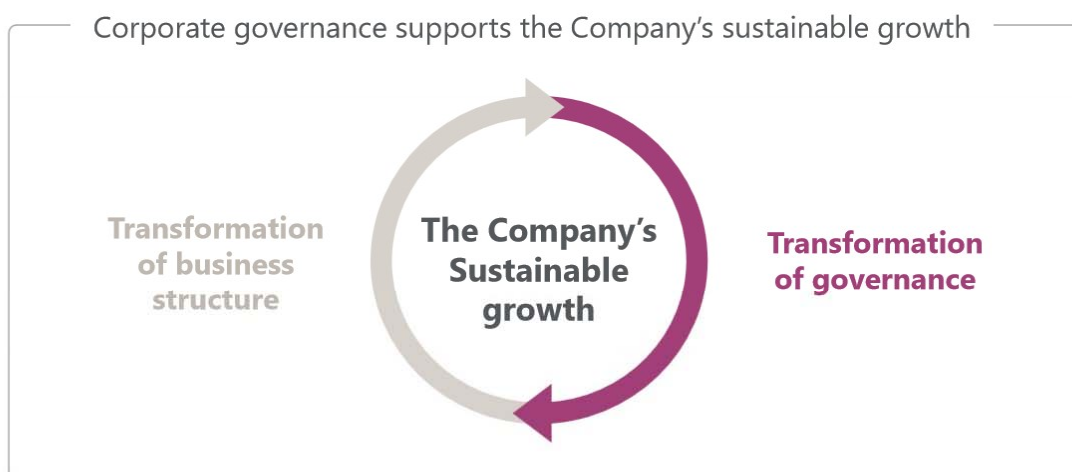 Corporate governance supports the Company’s sustainable growth
Transformation
of business
structure
The Company’s
Sustainable
growth
Transformation
of governance